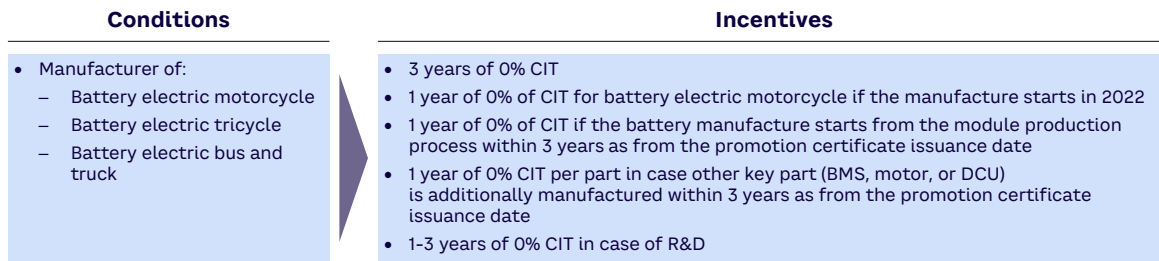 Conditions
Incentives
• Manufacturer of:
– Battery electric motorcycle
– Battery electric tricycle
– Battery electric bus and
truck
• 3 years of 0% CIT
• 1 year of 0% of CIT for battery electric motorcycle if the manufacture starts in 2022
• 1 year of 0% of CIT if the battery manufacture starts from the module production
process within 3 years as from the promotion certificate issuance date
• 1 year of 0% CIT per part in case other key part (BMS, motor, or DCU)
is additionally manufactured within 3 years as from the promotion certificate
issuance date
• 1-3 years of 0% CIT in case of R&D